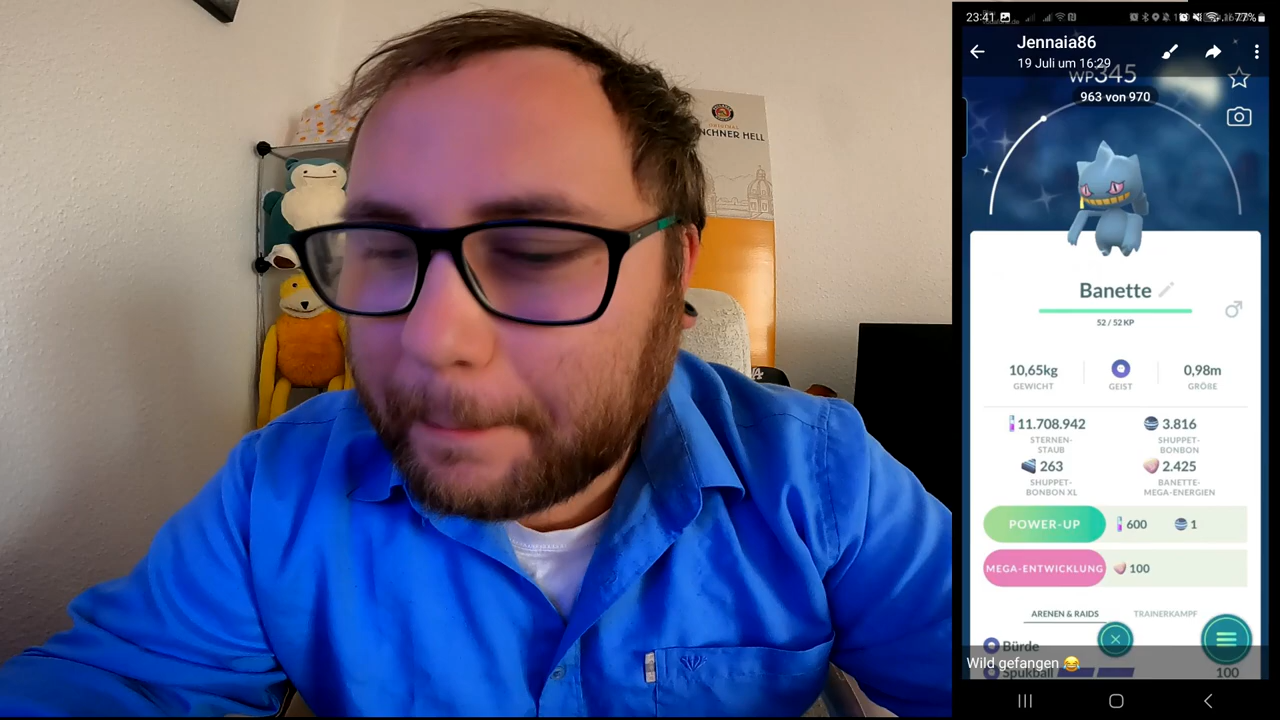 NCHNER HELL
LA
23:41
77%
Jennaia86
19 Juli um 16:29
WP345
963 von 970
Banette
52 / 52 KP
10,65kg
GEWICHT
GEIST
0,98m
GRÖßE
11.708.942
STERNEN-
STAUB
3.816
SHUPPET-
BONBON
263
SHUPPET-
BONBON XL
2.425
BANETTE-
MEGA-ENERGIEN
POWER-UP
600
1
MEGA-ENTWICKLUNG
100
ARENEN & RAIDS
TRAINERKAMPF
Bürde
Wild gefangen 😂
Spukball
100